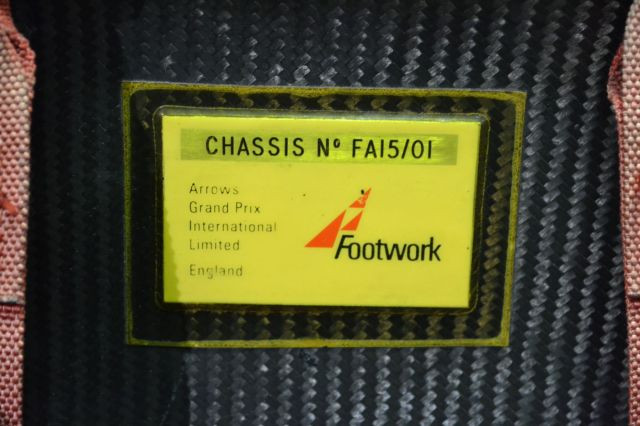 CHASSIS Nº FA15/01
Arrows
Grand Prix
International
Limited
England
Footwork